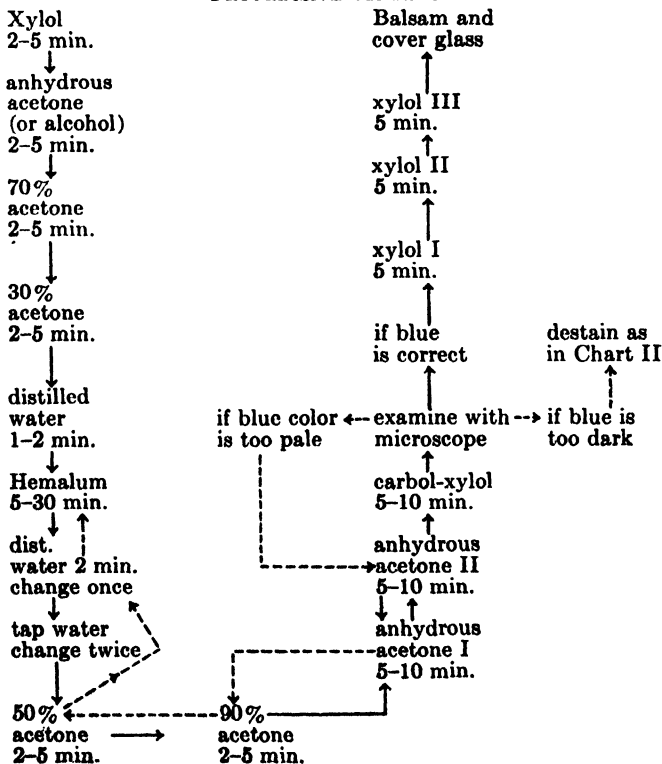 Xylol
2–5 min.
anhydrous
acetone
(or alcohol)
2–5 min.
70%
acetone
2–5 min.
30%
acetone
2–5 min.
distilled
water
1–2 min.
Hemalum
5–30 min.
dist.
water 2 min.
change once
tap water
change twice
50%
acetone
2–5 min.
90%
acetone
2–5 min.
anhydrous
acetone I
5–10 min.
anhydrous
acetone II
5–10 min.
carbol-xylol
5–10 min.
examine with
microscope
if blue color
is too pale
if blue is
too dark
destain as
in Chart II
if blue
is correct
xylol I
5 min.
xylol II
5 min.
xylol III
5 min.
Balsam and
cover glass